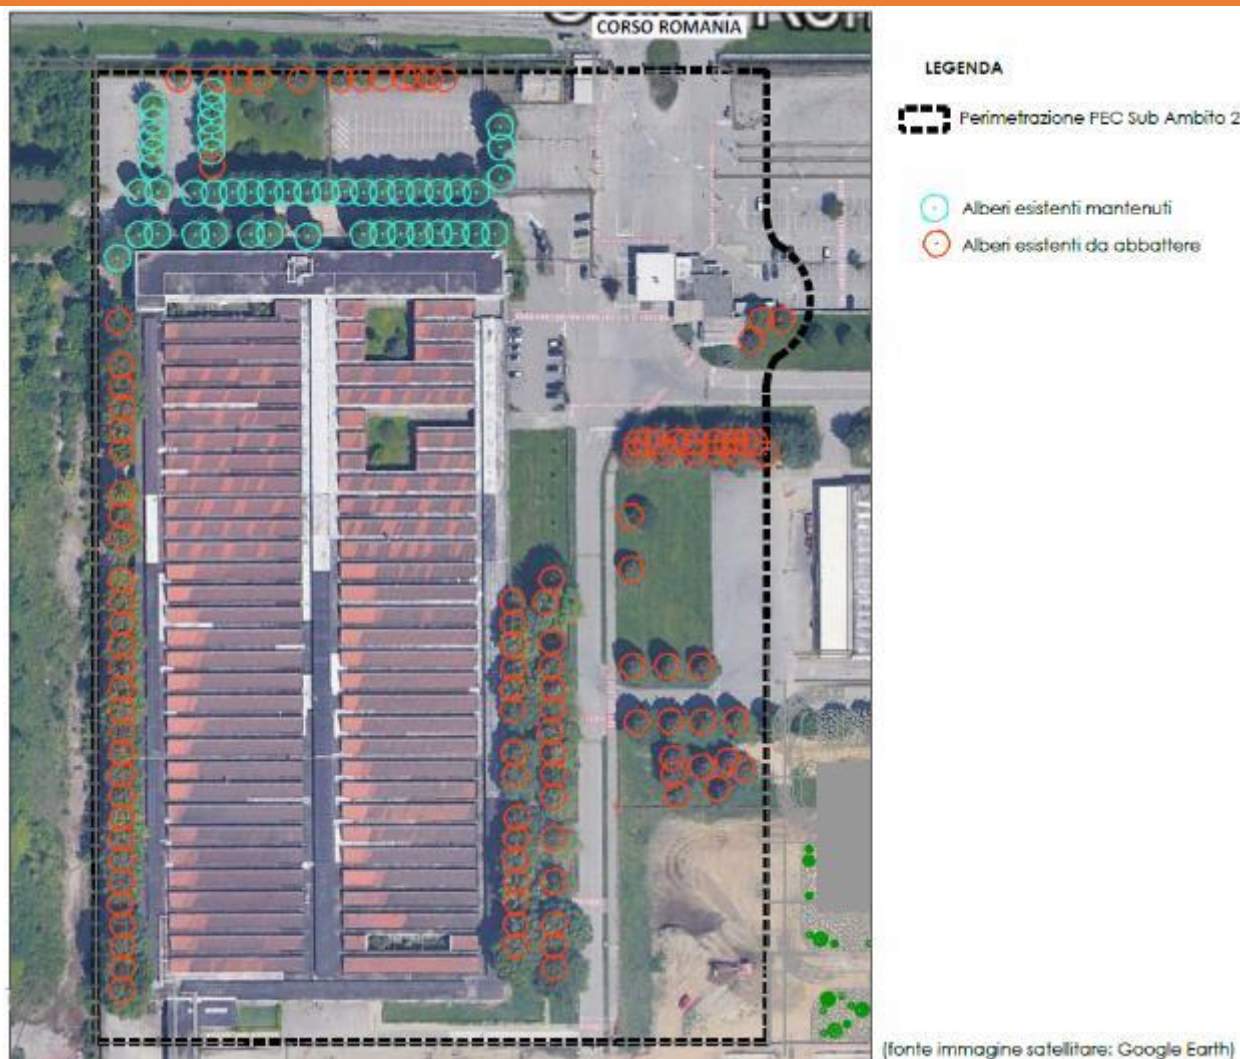 CORSO ROMANIA
LEGENDA
Perimetrazione PEC Sub Ambito 2
Alberi esistenti mantenuti
Alberi esistenti da abbattere
(fonte immagine satellitare: Google Earth)